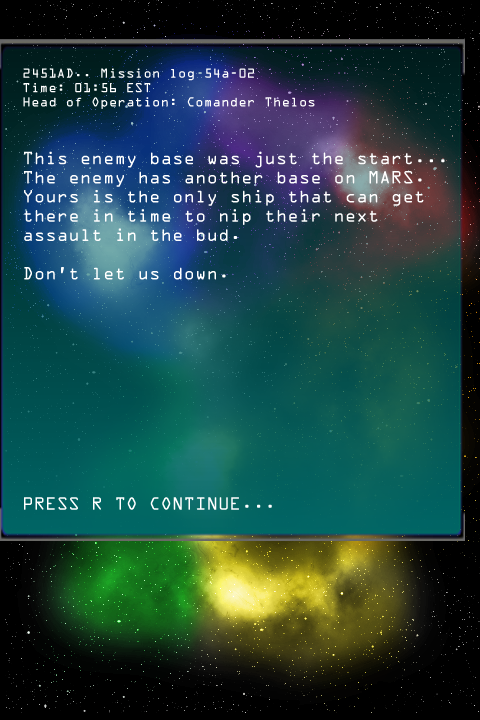 2451AD.. Mission log-54a-02
Time: 01:56 EST
Head of Operation: Comander Thelos
This enemy base was just the start...
The enemy has another base on MARS.
Yours is the only ship that can get
there in time to nip their next
assault in the bud.
Don't let us down.
PRESS R TO CONTINUE...